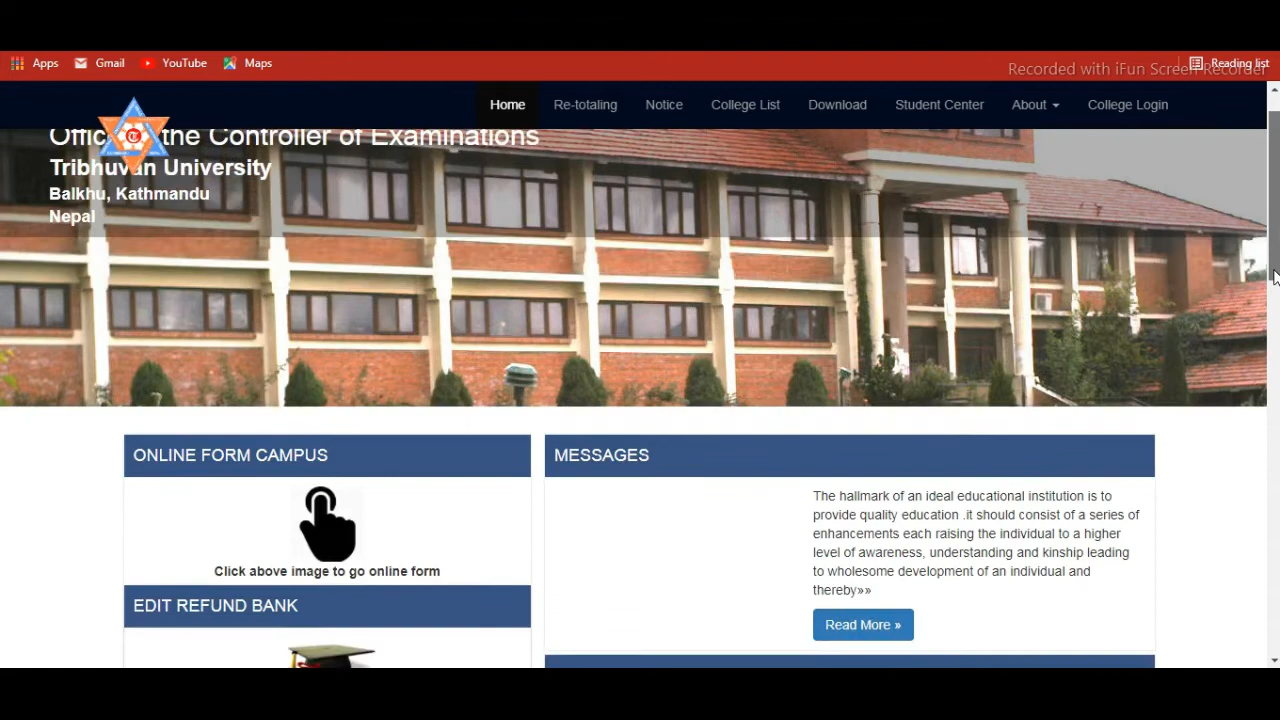 Apps Gmail YouTube Maps Reading list
Recorded with iFun Screen Recorder
Home Re-totaling Notice College List Download Student Center About College Login
Office of the Controller of Examinations
Tribhuvan University
Balkhu, Kathmandu
Nepal
ONLINE FORM CAMPUS
Click above image to go online form
EDIT REFUND BANK
MESSAGES
The hallmark of an ideal educational institution is to
provide quality education .it should consist of a series of
enhancements each raising the individual to a higher
level of awareness, understanding and kinship leading
to wholesome development of an individual and
thereby»»
Read More »